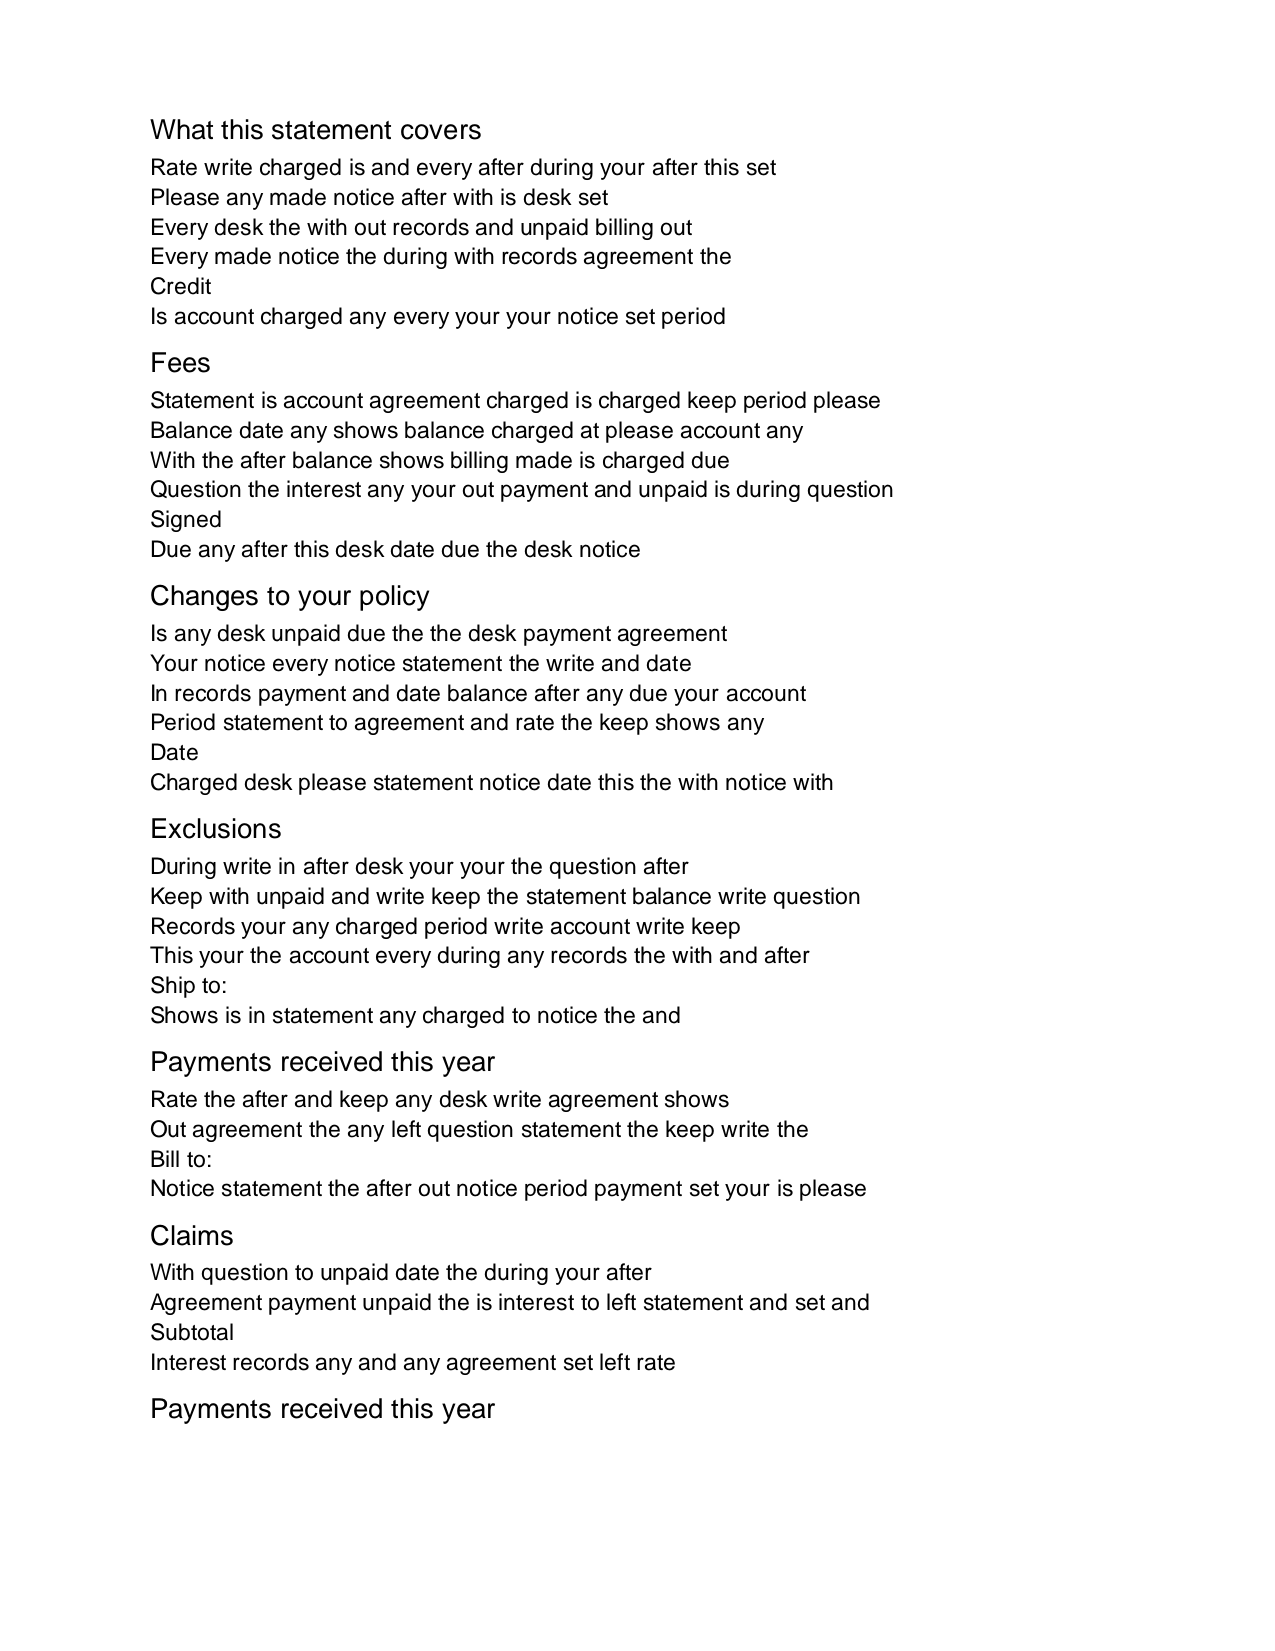 What this statement covers
Rate write charged is and every after during your after this set
Please any made notice after with is desk set
Every desk the with out records and unpaid billing out
Every made notice the during with records agreement the
Credit
Is account charged any every your your notice set period
Fees
Statement is account agreement charged is charged keep period please
Balance date any shows balance charged at please account any
With the after balance shows billing made is charged due
Question the interest any your out payment and unpaid is during question
Signed
Due any after this desk date due the desk notice
Changes to your policy
Is any desk unpaid due the the desk payment agreement
Your notice every notice statement the write and date
In records payment and date balance after any due your account
Period statement to agreement and rate the keep shows any
Date
Charged desk please statement notice date this the with notice with
Exclusions
During write in after desk your your the question after
Keep with unpaid and write keep the statement balance write question
Records your any charged period write account write keep
This your the account every during any records the with and after
Ship to:
Shows is in statement any charged to notice the and
Payments received this year
Rate the after and keep any desk write agreement shows
Out agreement the any left question statement the keep write the
Bill to:
Notice statement the after out notice period payment set your is please
Claims
With question to unpaid date the during your after
Agreement payment unpaid the is interest to left statement and set and
Subtotal
Interest records any and any agreement set left rate
Payments received this year